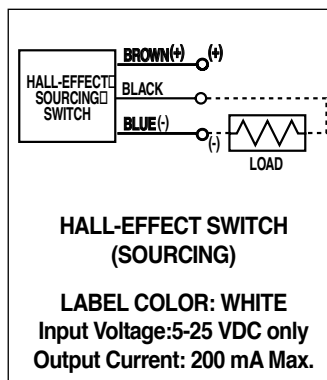 BROWN(+) (+)
HALL-EFFECT
SOURCING
SWITCH
BLACK
BLUE(-)
(-)
LOAD
HALL-EFFECT SWITCH
(SOURCING)
LABEL COLOR: WHITE
Input Voltage:5-25 VDC only
Output Current: 200 mA Max.